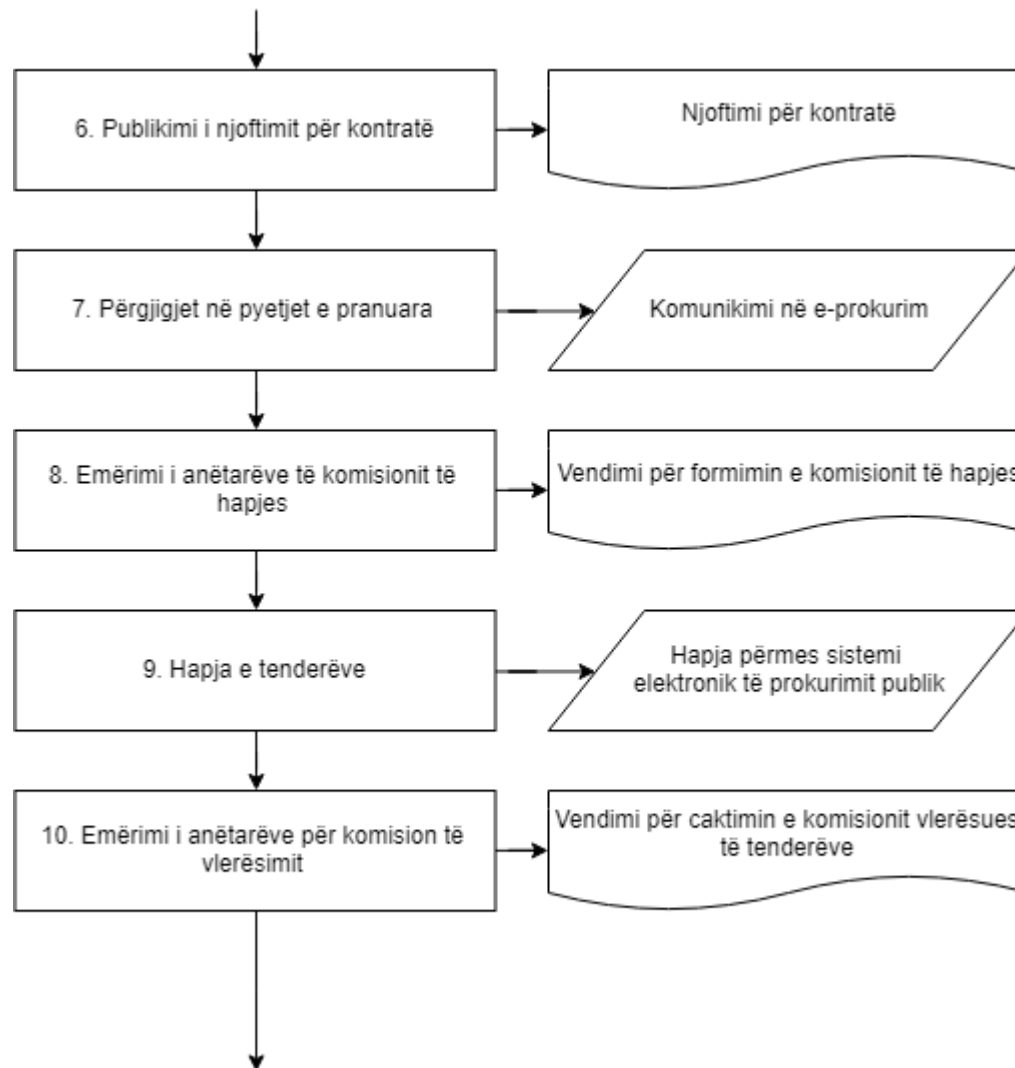 6. Publikimi i njoftimit për kontratë
Njoftimi për kontratë
7. Përgjigjet në pyetjet e pranuara
Komunikimi në e-prokurim
8. Emërimi i anëtarëve të komisionit të
hapjes
Vendimi për formimin e komisionit të hapjes
9. Hapja e tenderëve
Hapja përmes sistemi
elektronik të prokurimit publik
10. Emërimi i anëtarëve për komision të
vlerësimit
Vendimi për caktimin e komisionit vlerësues
të tenderëve